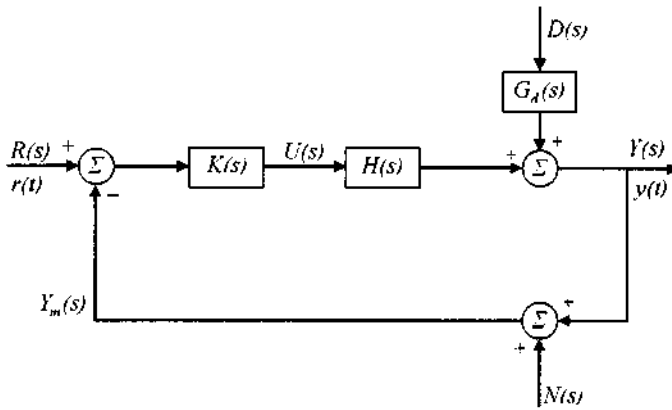 D(s)
G_d(s)
+
R(s) + Σ K(s) U(s) H(s) + Σ Y(s)
r(t) − y(t)
Y_m(s) + Σ +
N(s)